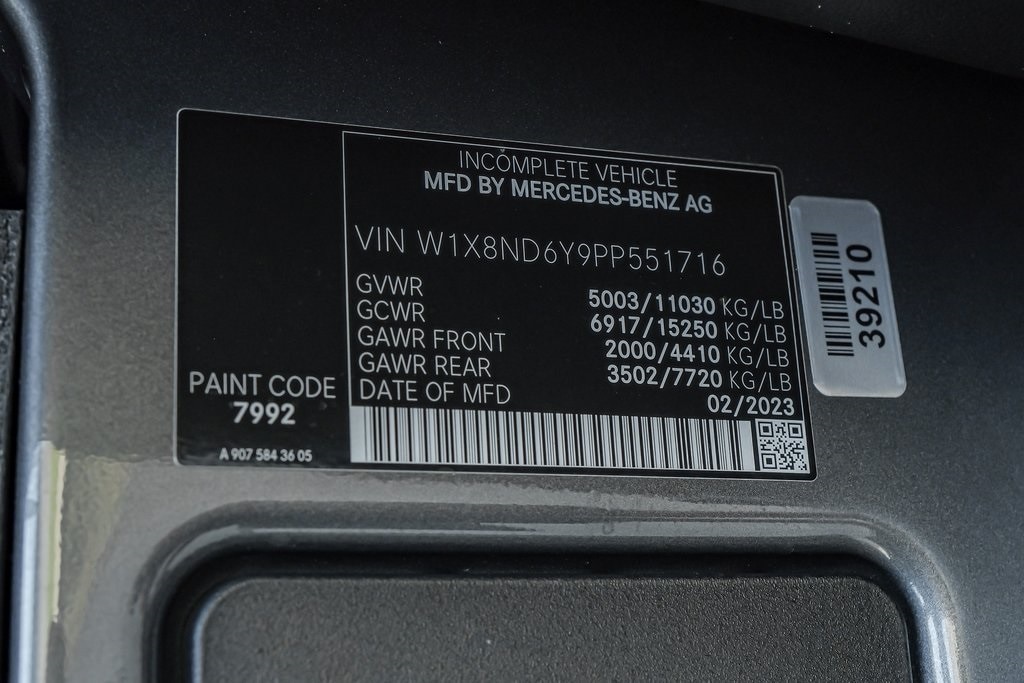 INCOMPLETE VEHICLE
MFD BY MERCEDES-BENZ AG
VIN W1X8ND6Y9PP551716
GVWR 5003/11030 KG/LB
GCWR 6917/15250 KG/LB
GAWR FRONT 2000/4410 KG/LB
GAWR REAR 3502/7720 KG/LB
DATE OF MFD 02/2023
PAINT CODE
7992
A 907 584 36 05
39210